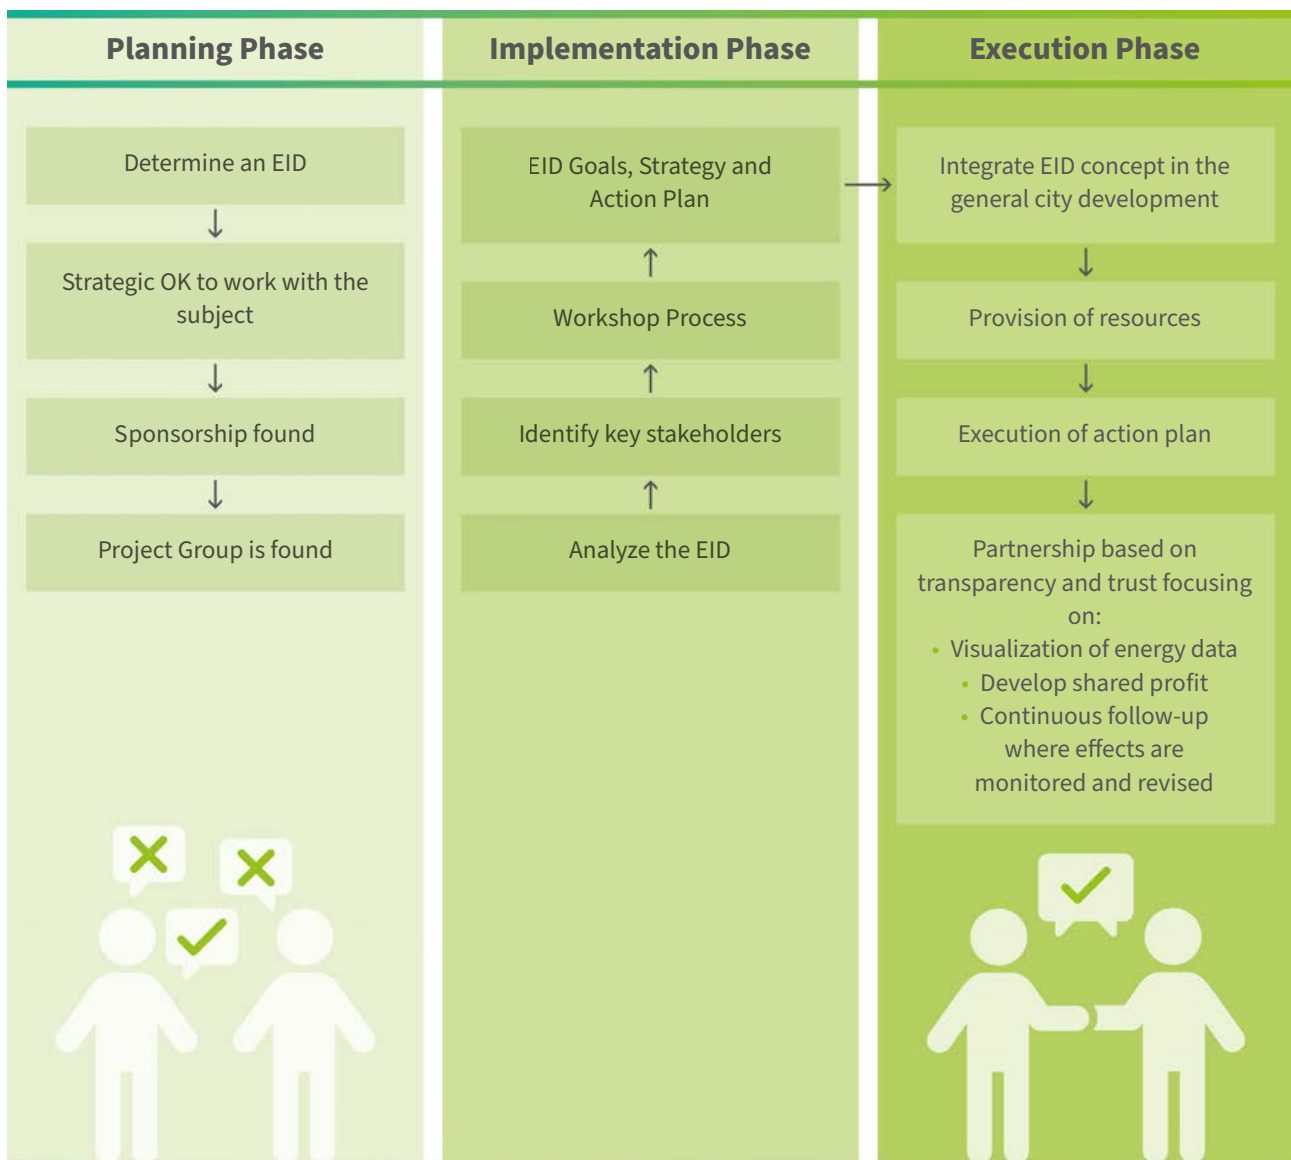 Planning Phase
Determine an EID
Strategic OK to work with the
subject
Sponsorship found
Project Group is found
Implementation Phase
EID Goals, Strategy and
Action Plan
Workshop Process
Identify key stakeholders
Analyze the EID
Execution Phase
Integrate EID concept in the
general city development
Provision of resources
Execution of action plan
Partnership based on
transparency and trust focusing
on:
• Visualization of energy data
• Develop shared profit
• Continuous follow-up
where effects are
monitored and revised